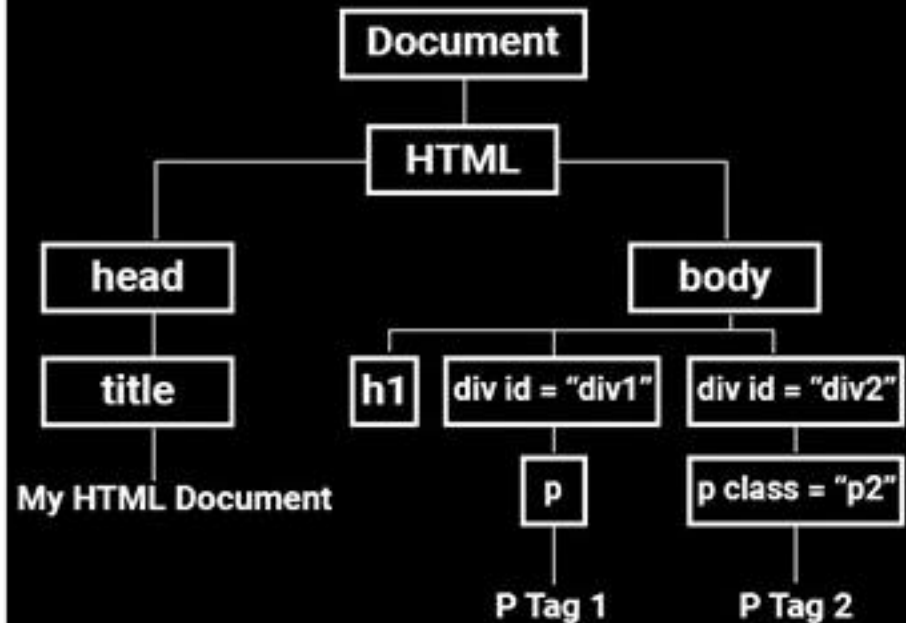 Document
HTML
head
body
title
h1
div id = “div1”
div id = “div2”
p
p class = “p2”
My HTML Document
P Tag 1
P Tag 2